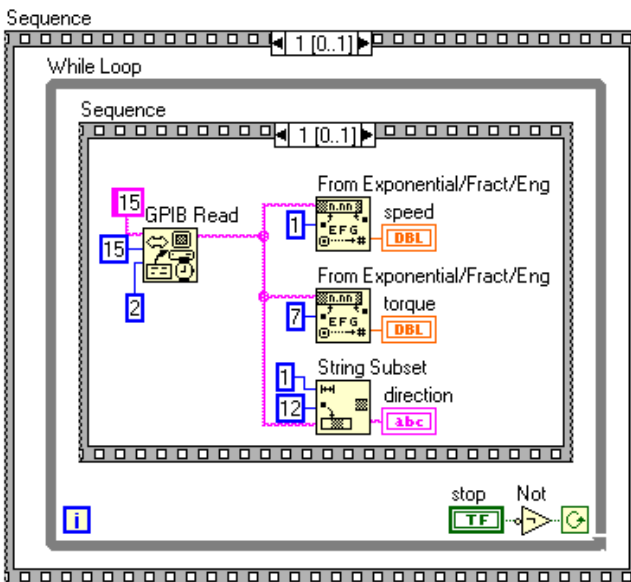 Sequence
1 [0..1]
While Loop
Sequence
1 [0..1]
From Exponential/Fract/Eng
15
GPIB Read
n.nn
speed
1
E F G
DBL
15
#
From Exponential/Fract/Eng
2
n.nn
torque
7
E F G
DBL
#
String Subset
1
direction
12
abc
stop
Not
i
TF